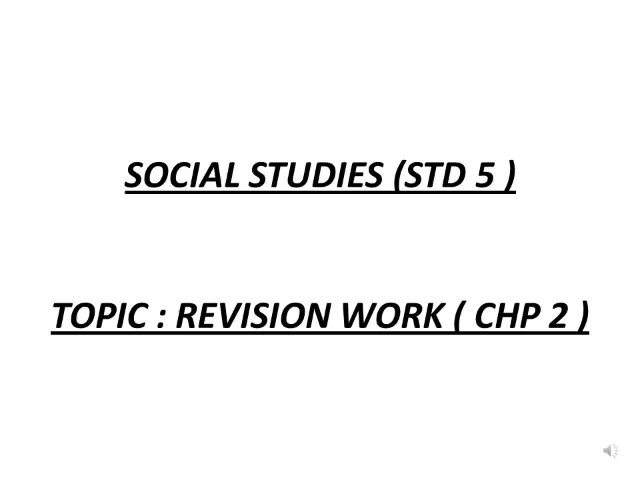 SOCIAL STUDIES (STD 5 )
TOPIC : REVISION WORK ( CHP 2 )